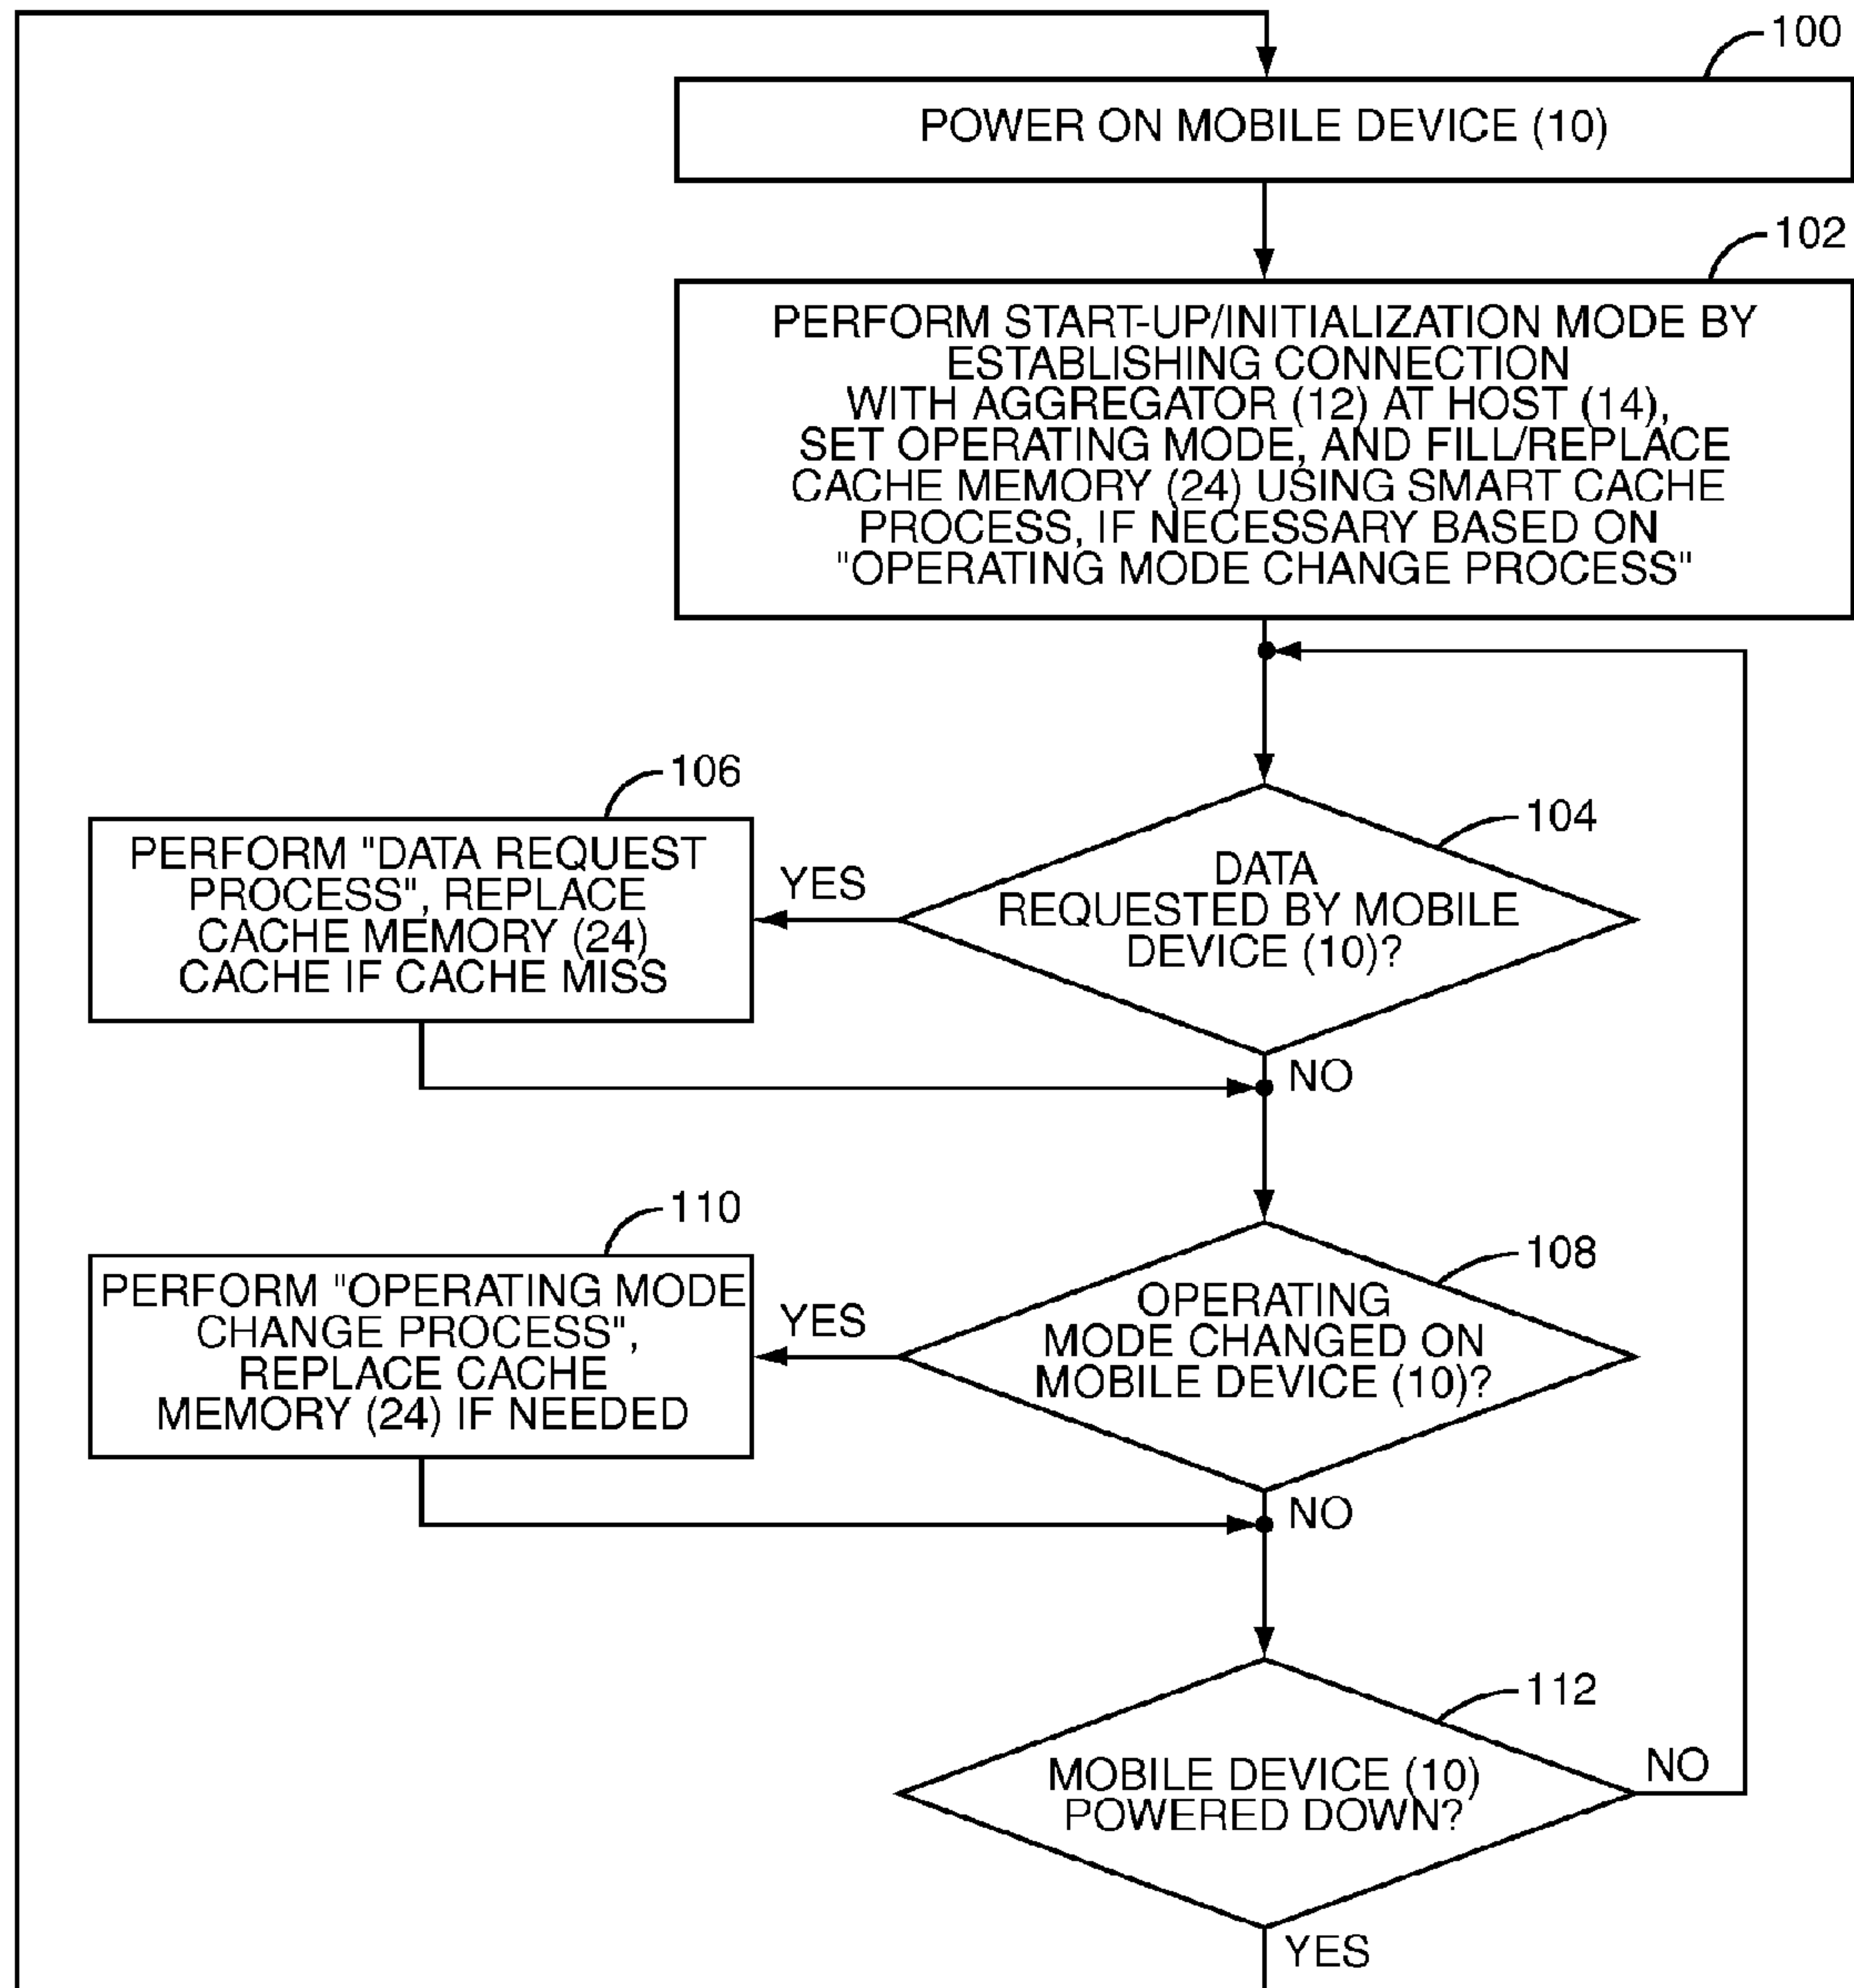 100
POWER ON MOBILE DEVICE (10)
102
PERFORM START-UP/INITIALIZATION MODE BY
ESTABLISHING CONNECTION
WITH AGGREGATOR (12) AT HOST (14),
SET OPERATING MODE, AND FILL/REPLACE
CACHE MEMORY (24) USING SMART CACHE
PROCESS, IF NECESSARY BASED ON
"OPERATING MODE CHANGE PROCESS"
104
DATA
REQUESTED BY MOBILE
DEVICE (10)?
YES
106
PERFORM "DATA REQUEST
PROCESS", REPLACE
CACHE MEMORY (24)
CACHE IF CACHE MISS
NO
108
OPERATING
MODE CHANGED ON
MOBILE DEVICE (10)?
YES
110
PERFORM "OPERATING MODE
CHANGE PROCESS",
REPLACE CACHE
MEMORY (24) IF NEEDED
NO
112
MOBILE DEVICE (10)
POWERED DOWN?
NO
YES